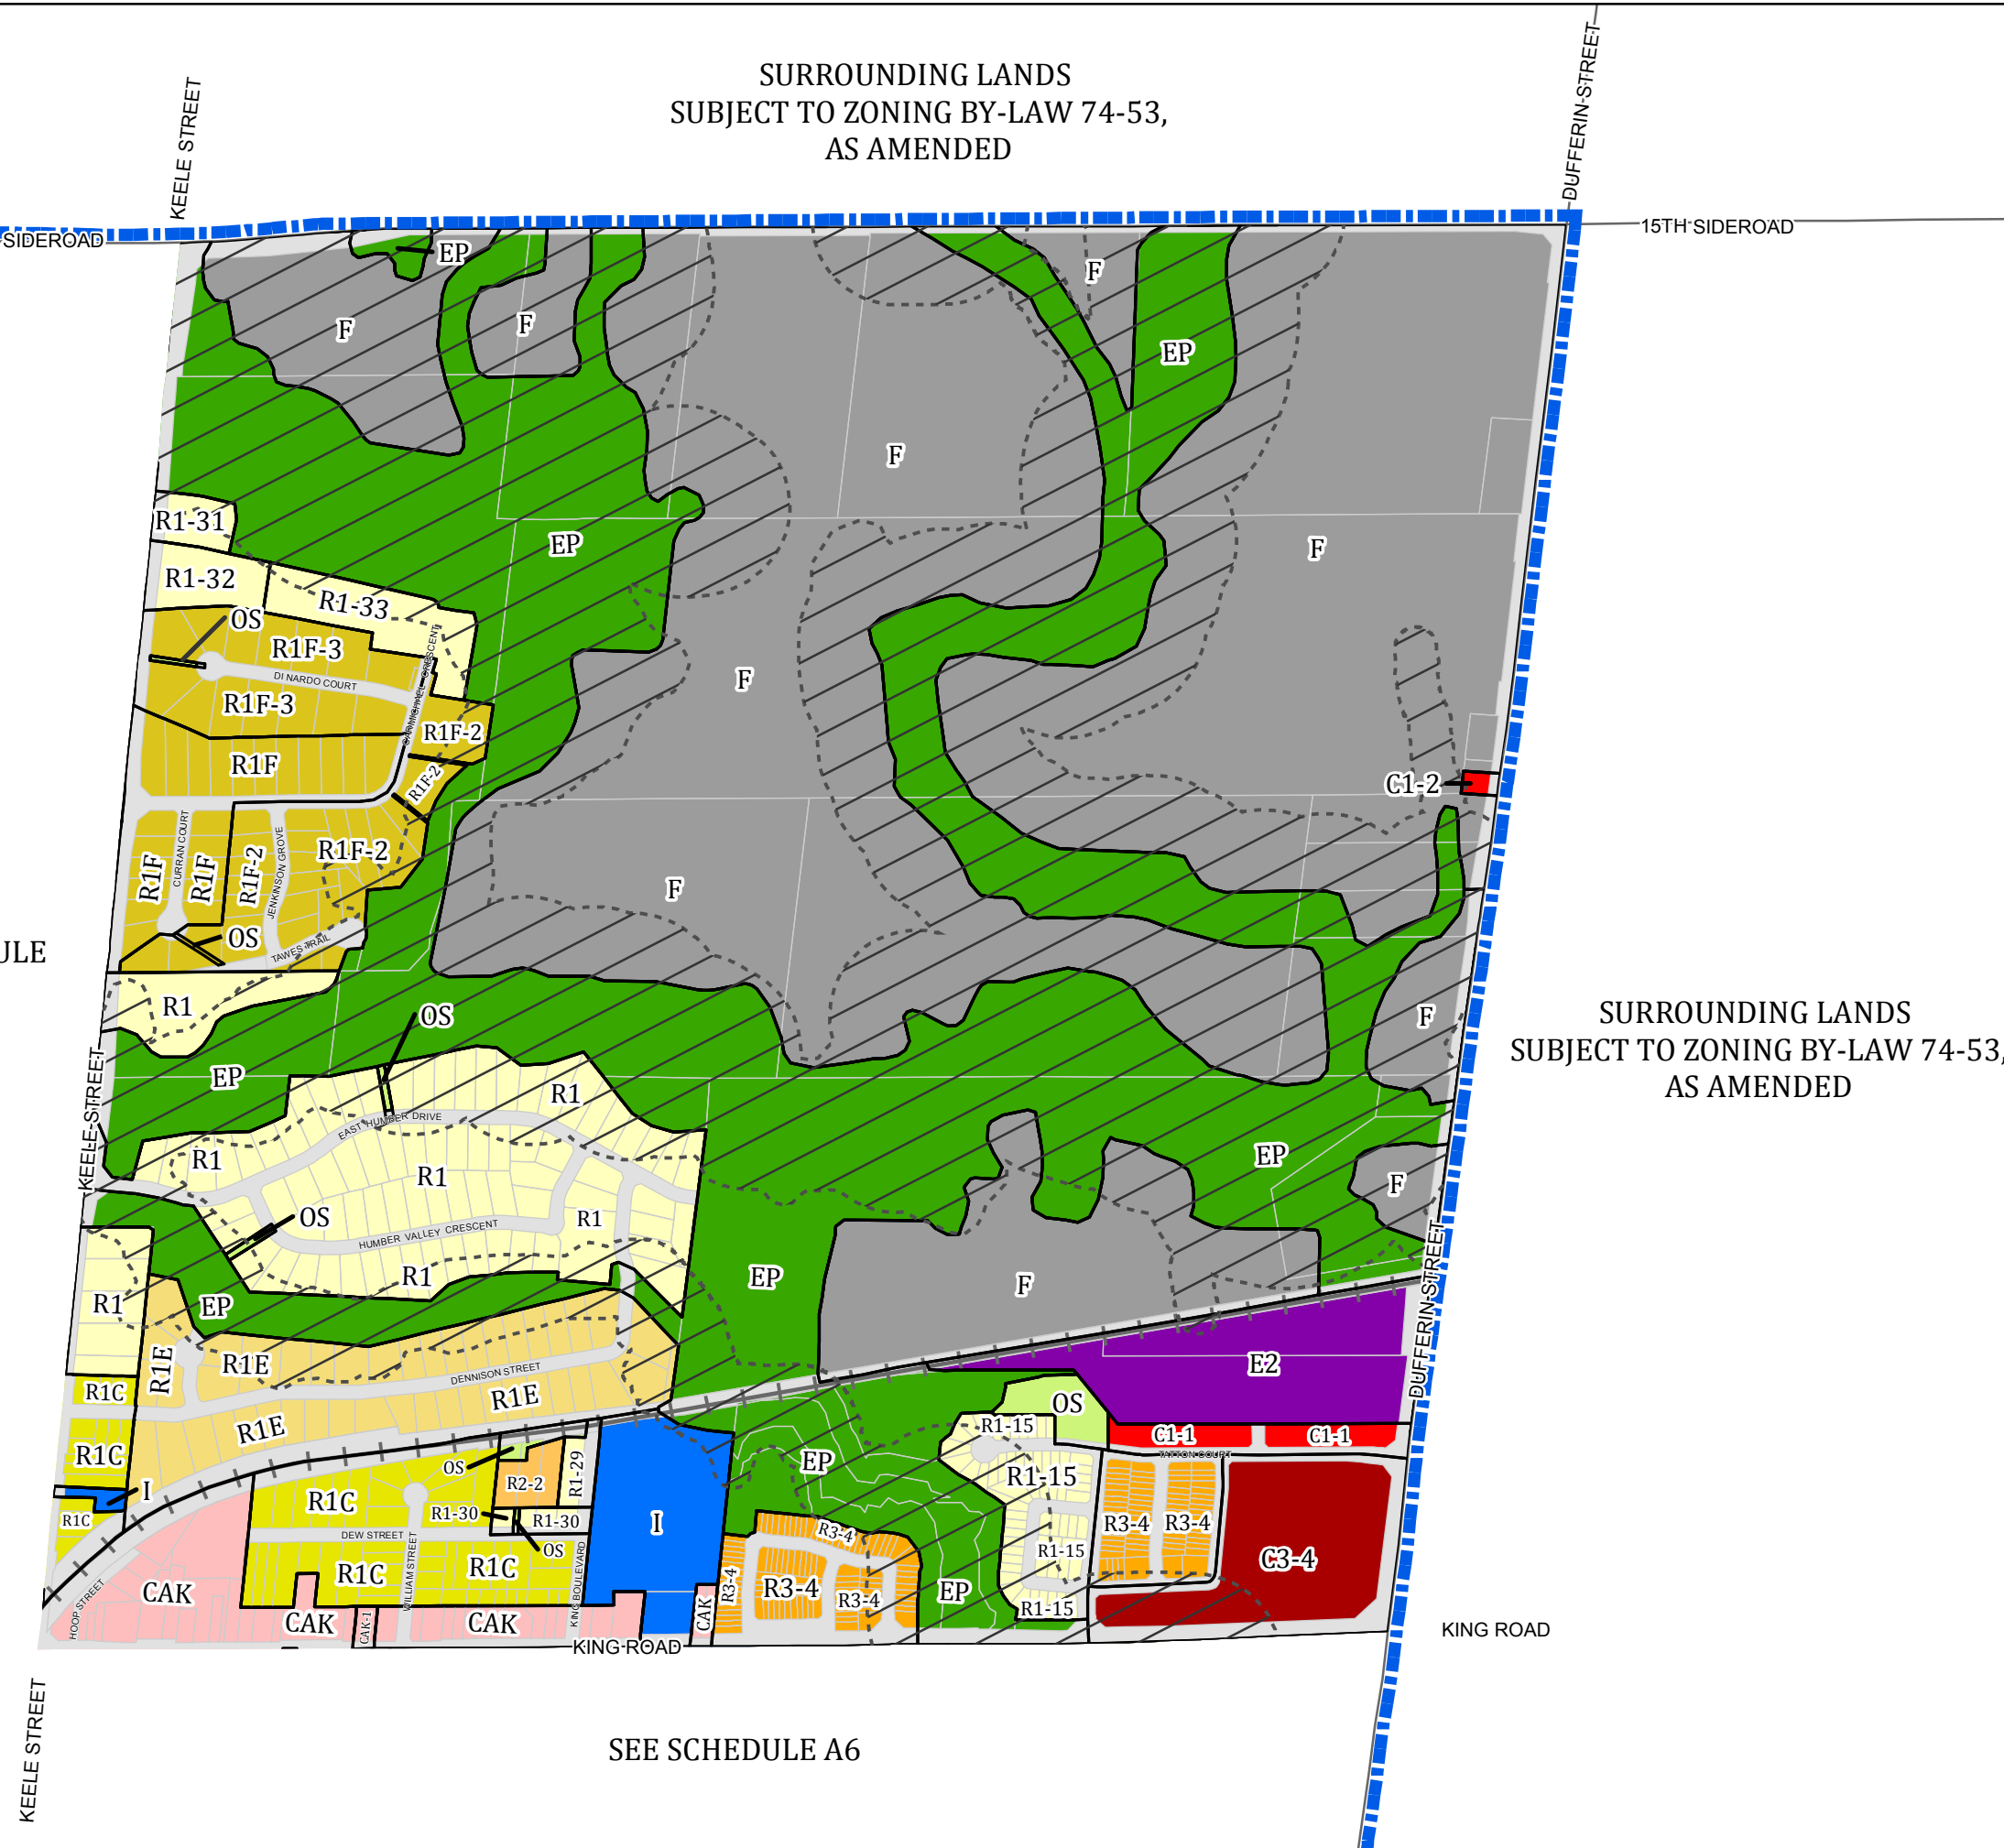 SURROUNDING LANDS
SUBJECT TO ZONING BY-LAW 74-53,
AS AMENDED
KEELE STREET
DUFFERIN STREET
SIDEROAD
15TH SIDEROAD
EP
F
F
F
EP
F
R1-31
EP
F
R1-32
R1-33
OS
R1F-3
CARMICHAEL CRESCENT
DI NARDO COURT
F
R1F-3
R1F-2
R1F
R1F-2
C1-2
CURRAN COURT
JENKINSON GROVE
R1F
R1F
R1F-2
R1F-2
F
OS
TAWES TRAIL
ULE
R1
OS
F
SURROUNDING LANDS
SUBJECT TO ZONING BY-LAW 74-53,
AS AMENDED
EP
R1
KEELE STREET
EAST HUMBER DRIVE
R1
R1
EP
F
OS
R1
HUMBER VALLEY CRESCENT
R1
EP
F
DUFFERIN STREET
R1
EP
R1E
R1E
E2
R1C
DENNISON STREET
R1E
R1E
OS
R1-15
C1-1
C1-1
TATTON COURT
R1C
OS
R2-2
R1-29
EP
R1-15
I
R1C
R1C
R1-30
R1-30
I
R3-4
R3-4
R3-4
DEW STREET
OS
R1-15
C3-4
CAK
R1C
WILLIAM STREET
R1C
KING BOULEVARD
R3-4
R3-4
R3-4
EP
R1-15
HOOP STREET
CAK
CAK-1
CAK
CAK
KING ROAD
KING ROAD
KEELE STREET
SEE SCHEDULE A6